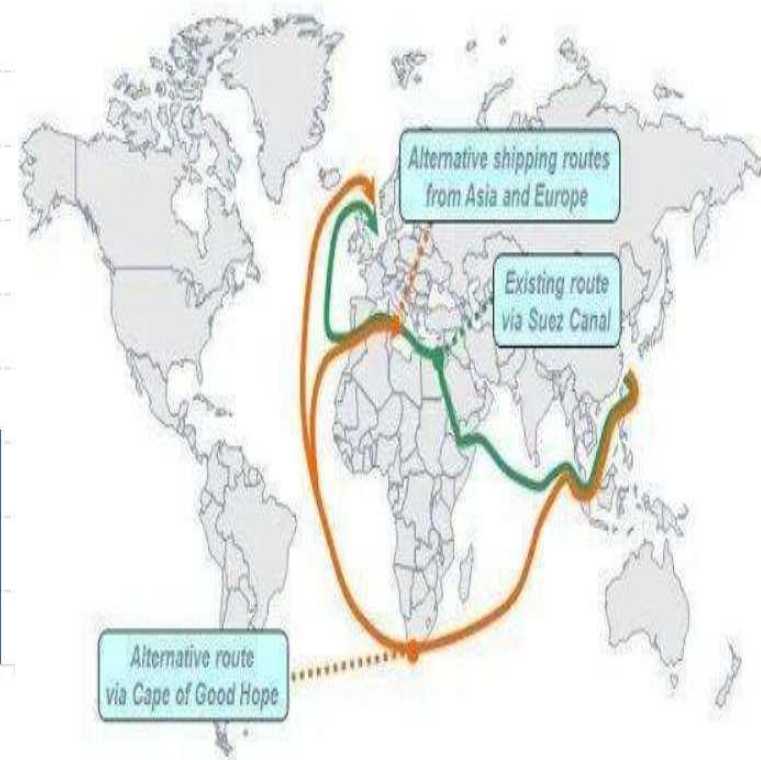 Alternative shipping routes
from Asia and Europe
Existing route
via Suez Canal
Alternative route
via Cape of Good Hope